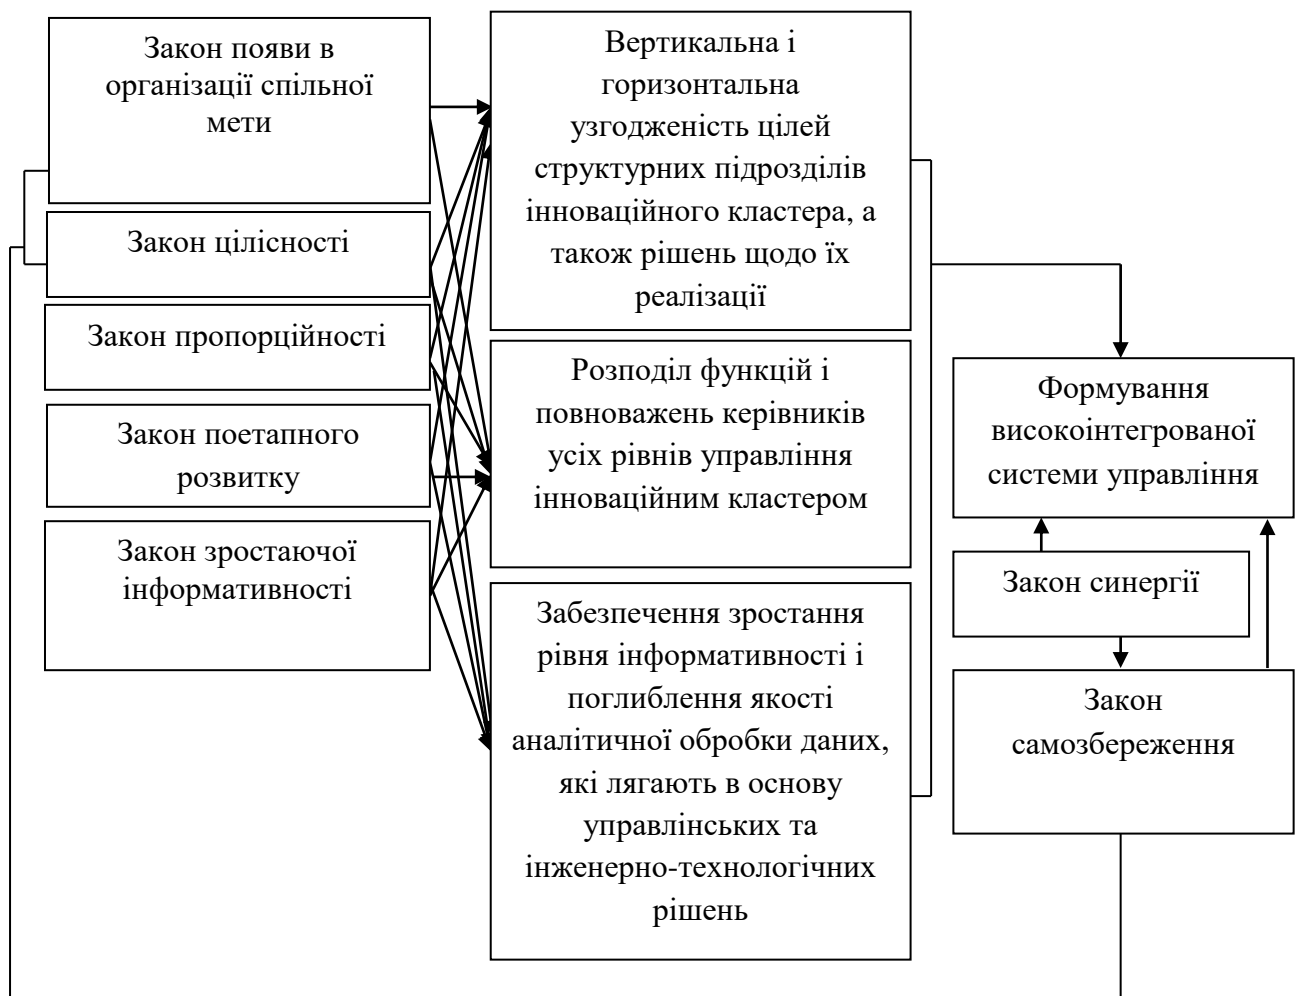 Закон появи в
організації спільної
мети
Закон цілісності
Закон пропорційності
Закон поетапного
розвитку
Закон зростаючої
інформативності
Вертикальна і
горизонтальна
узгодженість цілей
структурних підрозділів
інноваційного кластера, а
також рішень щодо їх
реалізації
Розподіл функцій і
повноважень керівників
усіх рівнів управління
інноваційним кластером
Забезпечення зростання
рівня інформативності і
поглиблення якості
аналітичної обробки даних,
які лягають в основу
управлінських та
інженерно-технологічних
рішень
Формування
високоінтегрованої
системи управління
Закон синергії
Закон
самозбереження